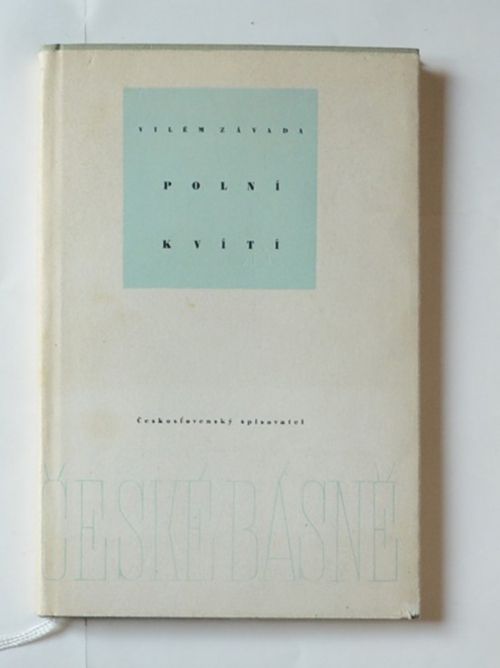 VILÉM ZÁVADA
POLNÍ
KVÍTÍ
Československý spisovatel
ČESKÉ BÁSNĚ